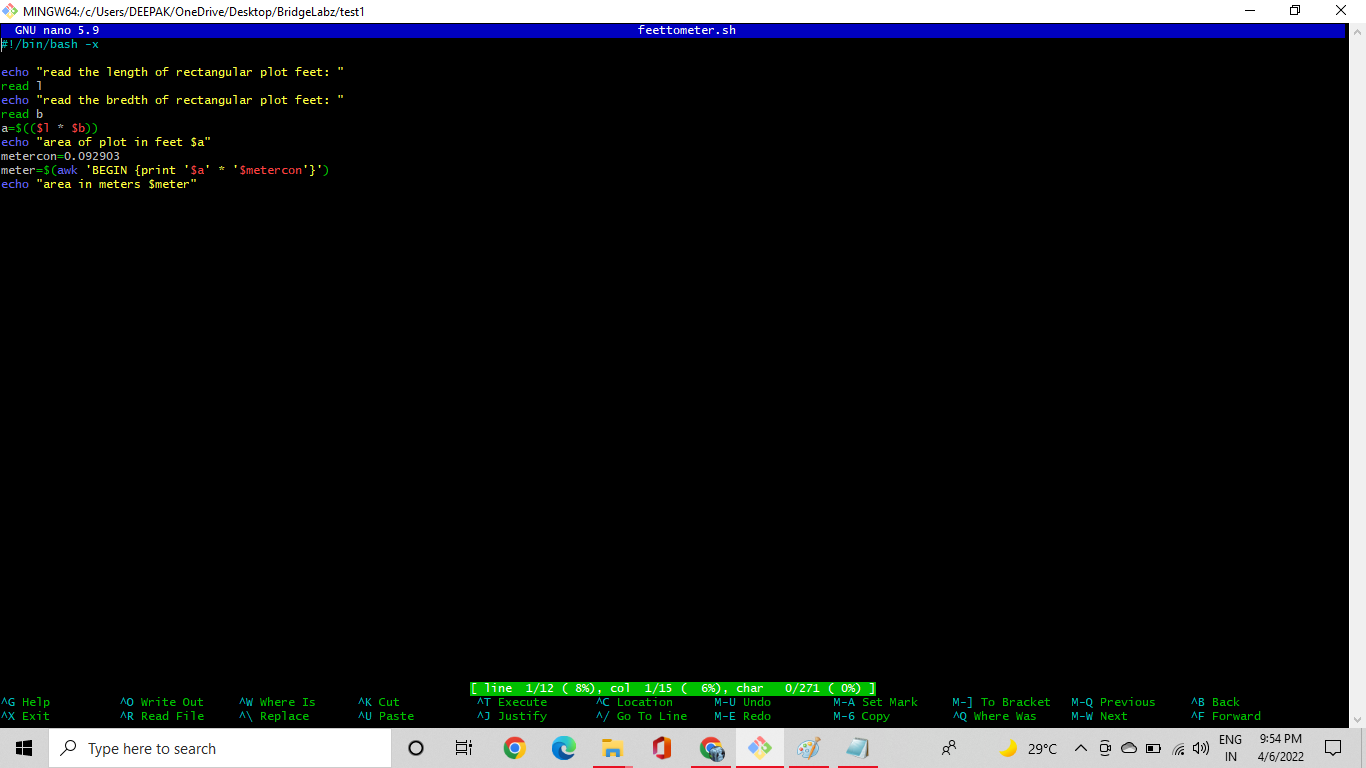 MINGW64:/c/Users/DEEPAK/OneDrive/Desktop/BridgeLabz/test1
GNU nano 5.9 feettometer.sh
#!/bin/bash -x
echo "read the length of rectangular plot feet: "
read l
echo "read the bredth of rectangular plot feet: "
read b
a=$(($l * $b))
echo "area of plot in feet $a"
metercon=0.092903
meter=$(awk 'BEGIN {print '$a' * '$metercon'}')
echo "area in meters $meter"
[ line 1/12 ( 8%), col 1/15 ( 6%), char 0/271 ( 0%) ]
^G Help ^O Write Out ^W Where Is ^K Cut ^T Execute ^C Location M-U Undo M-A Set Mark M-] To Bracket M-Q Previous ^B Back
^X Exit ^R Read File ^\ Replace ^U Paste ^J Justify ^/ Go To Line M-E Redo M-6 Copy ^Q Where Was M-W Next ^F Forward
Type here to search 29°C ENG 9:54 PM
IN 4/6/2022